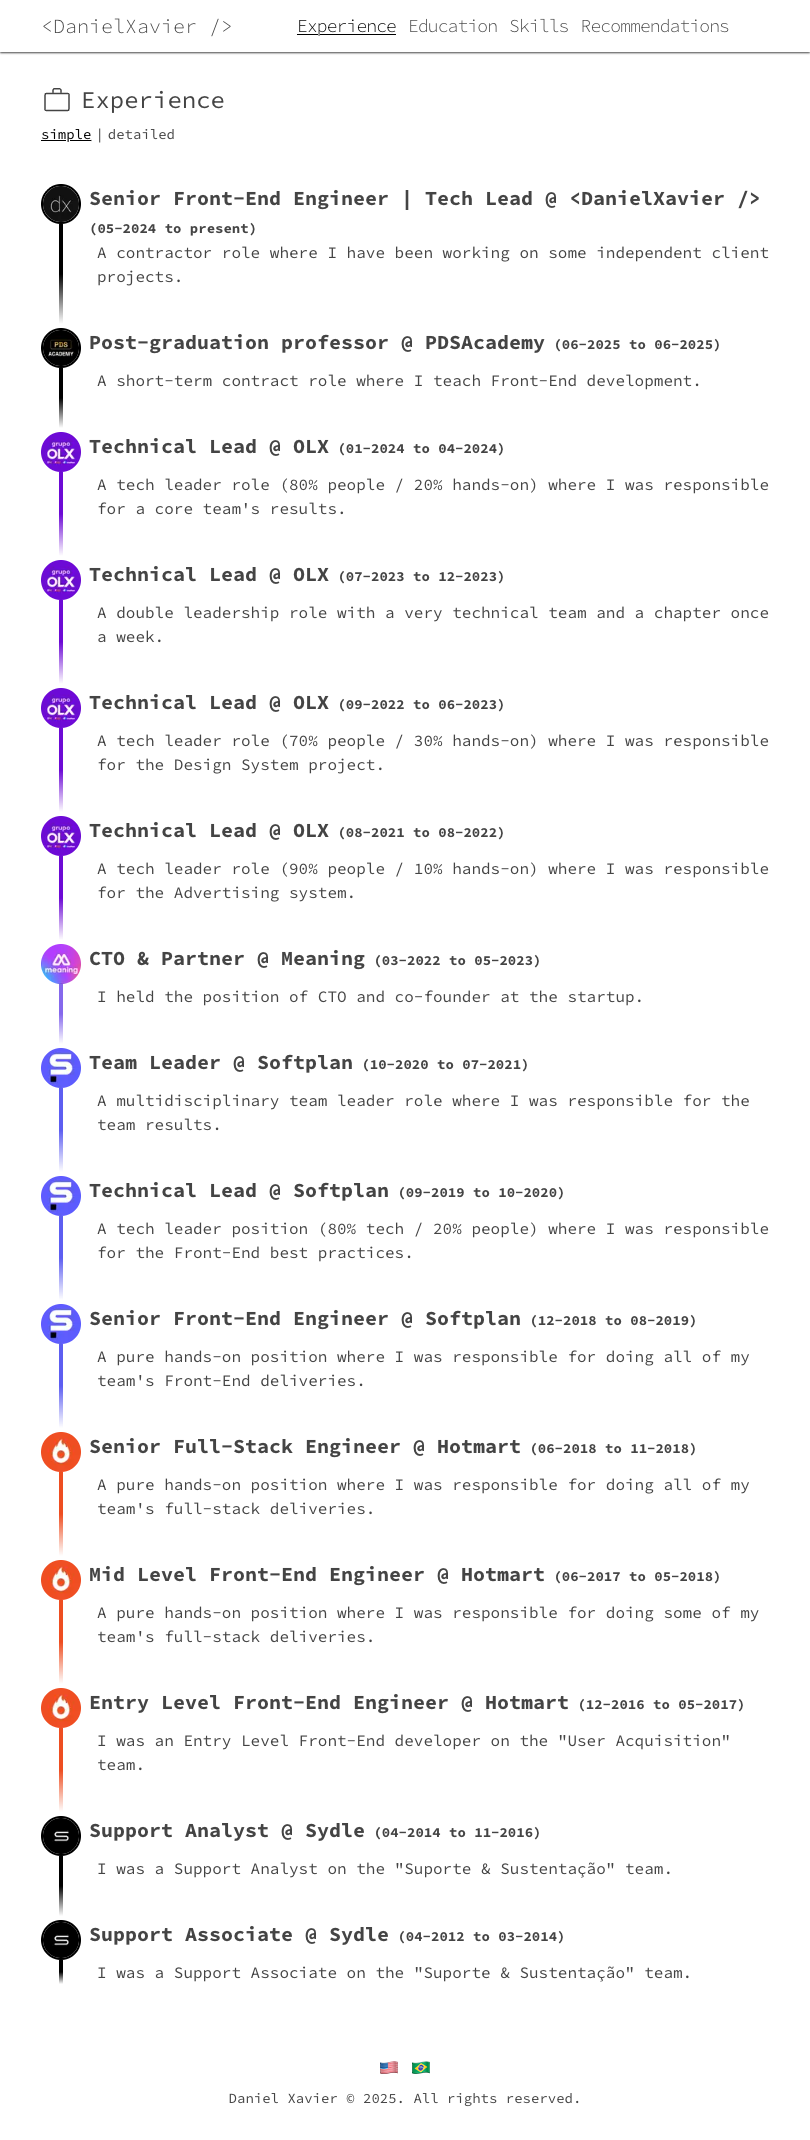 <DanielXavier />
Experience Education Skills Recommendations
Experience
simple | detailed
dx
Senior Front-End Engineer | Tech Lead @ <DanielXavier />
(05-2024 to present)
A contractor role where I have been working on some independent client
projects.
PDS
ACADEMY
Post-graduation professor @ PDSAcademy (06-2025 to 06-2025)
A short-term contract role where I teach Front-End development.
grupo
OLX
Technical Lead @ OLX (01-2024 to 04-2024)
A tech leader role (80% people / 20% hands-on) where I was responsible
for a core team's results.
grupo
OLX
Technical Lead @ OLX (07-2023 to 12-2023)
A double leadership role with a very technical team and a chapter once
a week.
grupo
OLX
Technical Lead @ OLX (09-2022 to 06-2023)
A tech leader role (70% people / 30% hands-on) where I was responsible
for the Design System project.
grupo
OLX
Technical Lead @ OLX (08-2021 to 08-2022)
A tech leader role (90% people / 10% hands-on) where I was responsible
for the Advertising system.
meaning
CTO & Partner @ Meaning (03-2022 to 05-2023)
I held the position of CTO and co-founder at the startup.
Team Leader @ Softplan (10-2020 to 07-2021)
A multidisciplinary team leader role where I was responsible for the
team results.
Technical Lead @ Softplan (09-2019 to 10-2020)
A tech leader position (80% tech / 20% people) where I was responsible
for the Front-End best practices.
Senior Front-End Engineer @ Softplan (12-2018 to 08-2019)
A pure hands-on position where I was responsible for doing all of my
team's Front-End deliveries.
Senior Full-Stack Engineer @ Hotmart (06-2018 to 11-2018)
A pure hands-on position where I was responsible for doing all of my
team's full-stack deliveries.
Mid Level Front-End Engineer @ Hotmart (06-2017 to 05-2018)
A pure hands-on position where I was responsible for doing some of my
team's full-stack deliveries.
Entry Level Front-End Engineer @ Hotmart (12-2016 to 05-2017)
I was an Entry Level Front-End developer on the "User Acquisition"
team.
Support Analyst @ Sydle (04-2014 to 11-2016)
I was a Support Analyst on the "Suporte & Sustentação" team.
Support Associate @ Sydle (04-2012 to 03-2014)
I was a Support Associate on the "Suporte & Sustentação" team.
Daniel Xavier © 2025. All rights reserved.